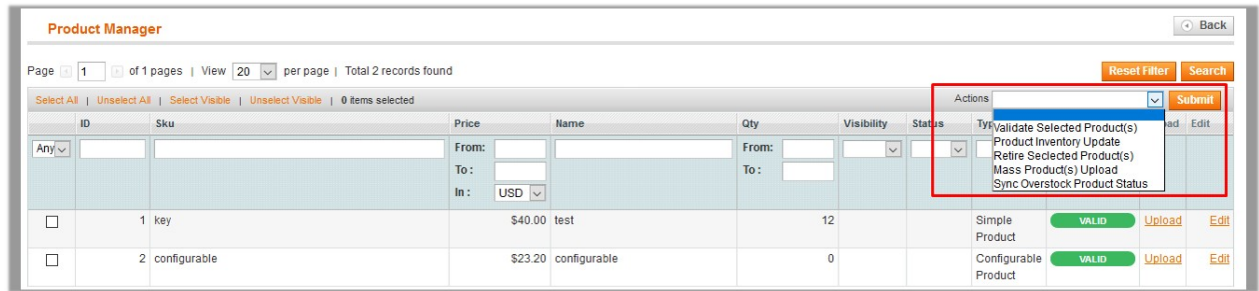 Product Manager
Back
Page 1 of 1 pages | View 20 per page | Total 2 records found
Reset Filter Search
Select All | Unselect All | Select Visible | Unselect Visible | 0 items selected
Actions Submit
ID Sku Price Name Qty Visibility Status Edit
Validate Selected Product(s)
Product Inventory Update
Retire Seclected Product(s)
Mass Product(s) Upload
Sync Overstock Product Status
Any From: From:
To : To :
In : USD
1 key $40.00 test 12 Simple Product VALID Upload Edit
2 configurable $23.20 configurable 0 Configurable Product VALID Upload Edit